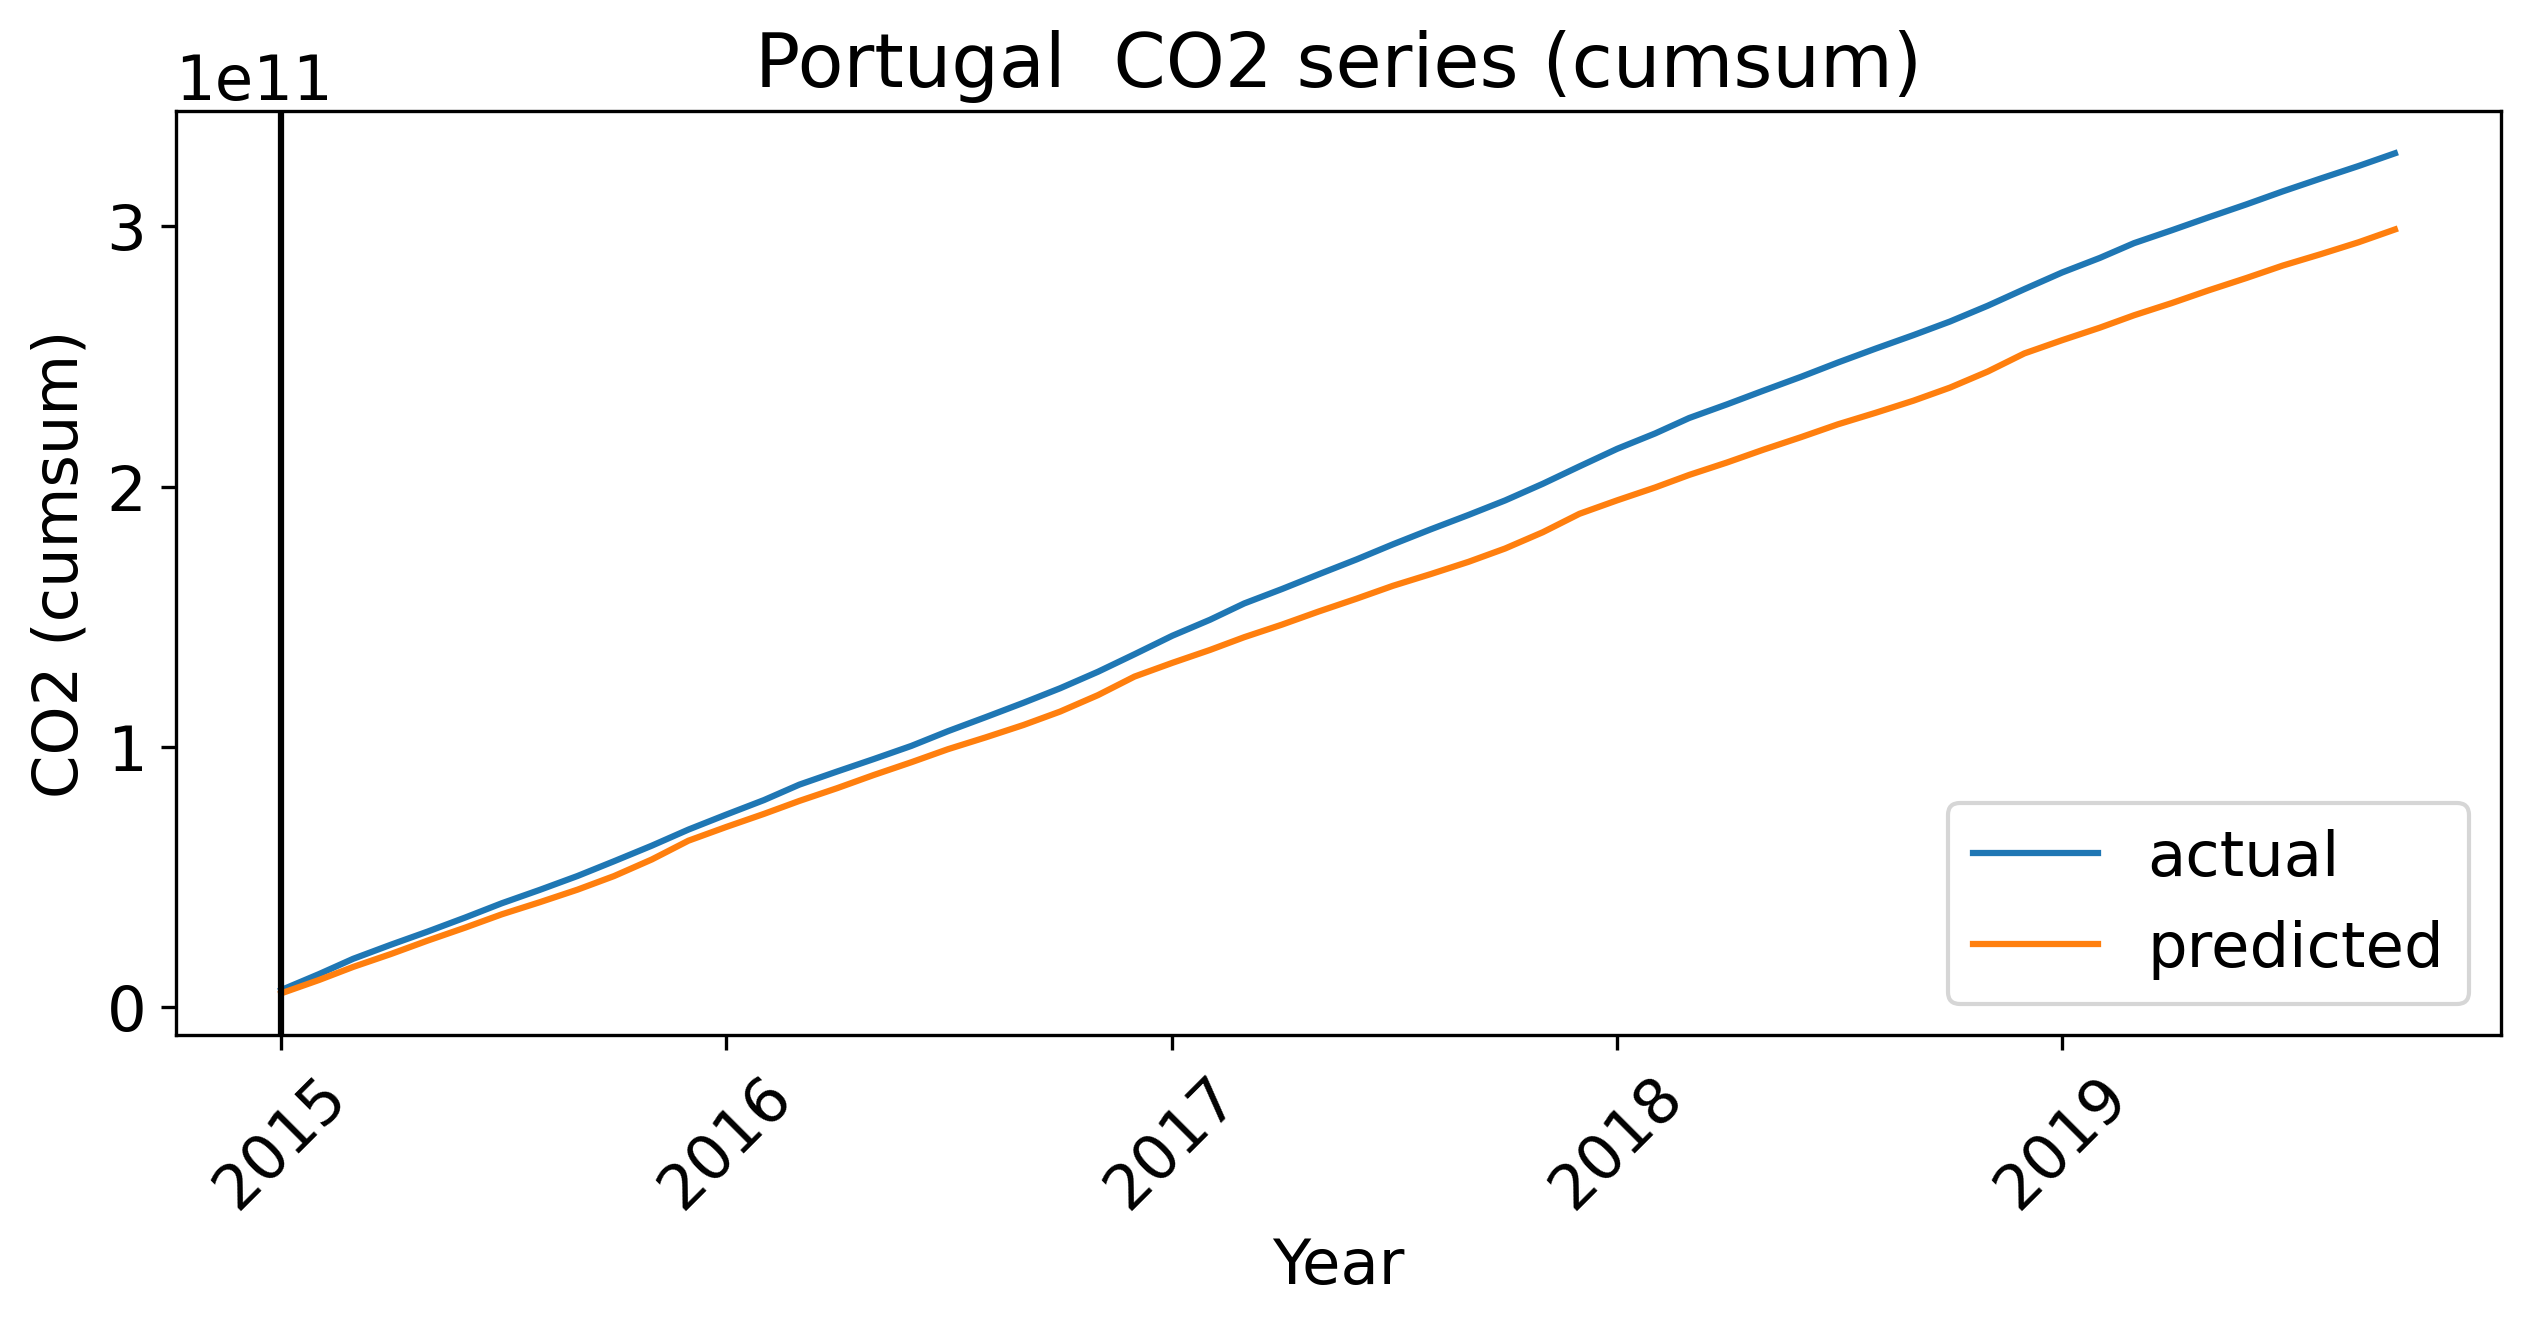 Portugal  CO2 series (cumsum)
1e11
3
2
1
0
CO2 (cumsum)
actual
predicted
2015
2016
2017
2018
2019
Year